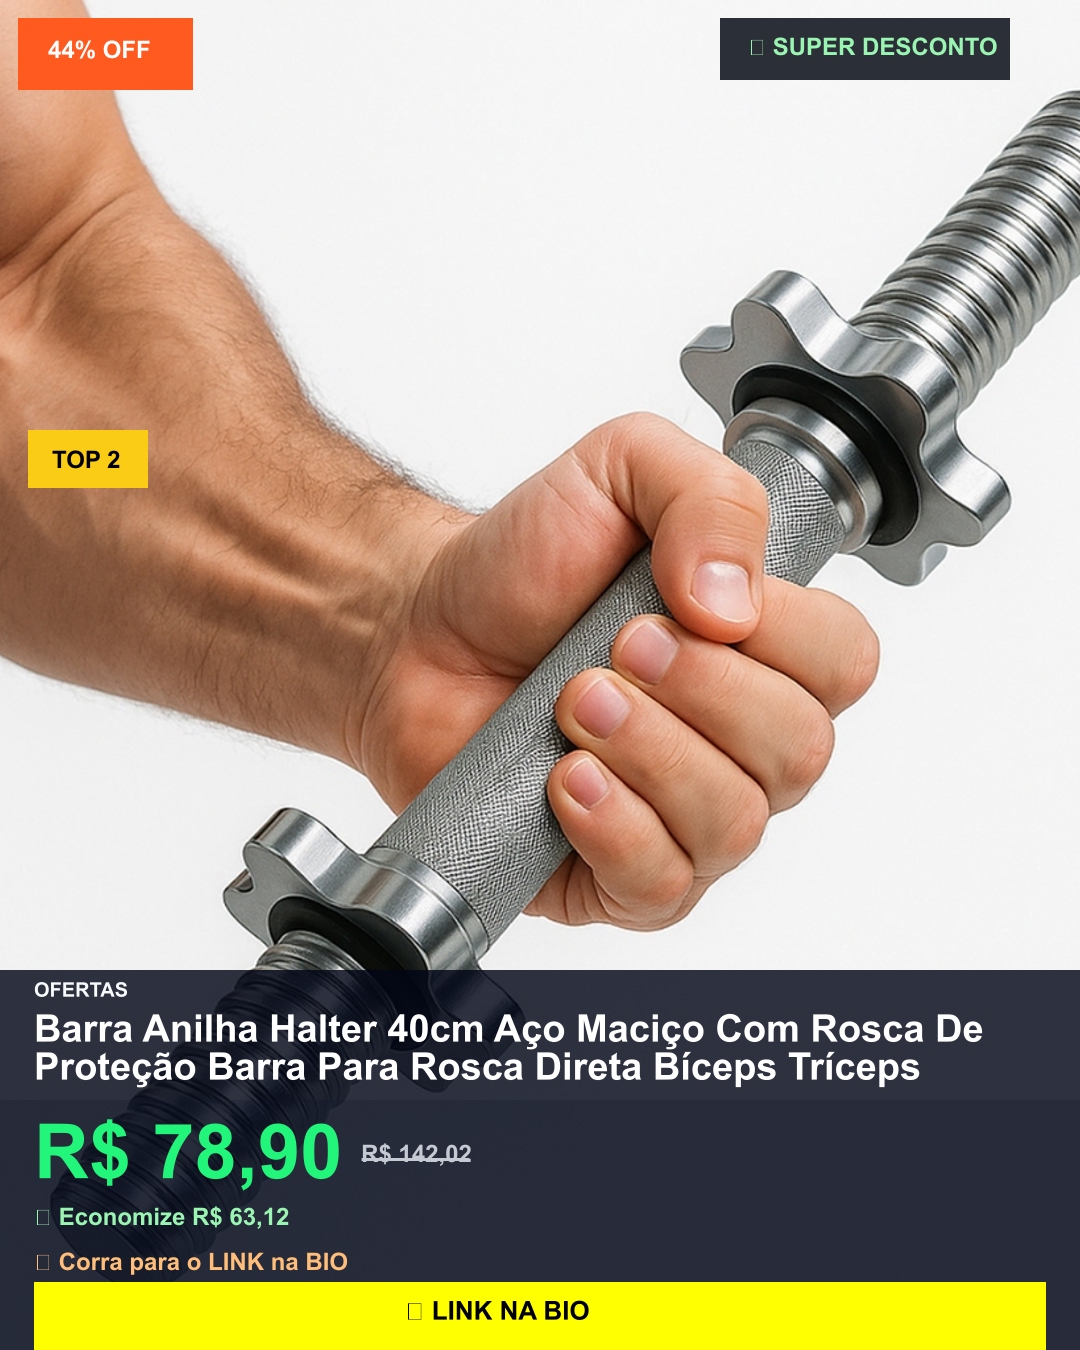 44% OFF
SUPER DESCONTO
TOP 2
OFERTAS
Barra Anilha Halter 40cm Aço Maciço Com Rosca De
Proteção Barra Para Rosca Direta Bíceps Tríceps
R$ 78,90 R$ 142,02
Economize R$ 63,12
Corra para o LINK na BIO
LINK NA BIO